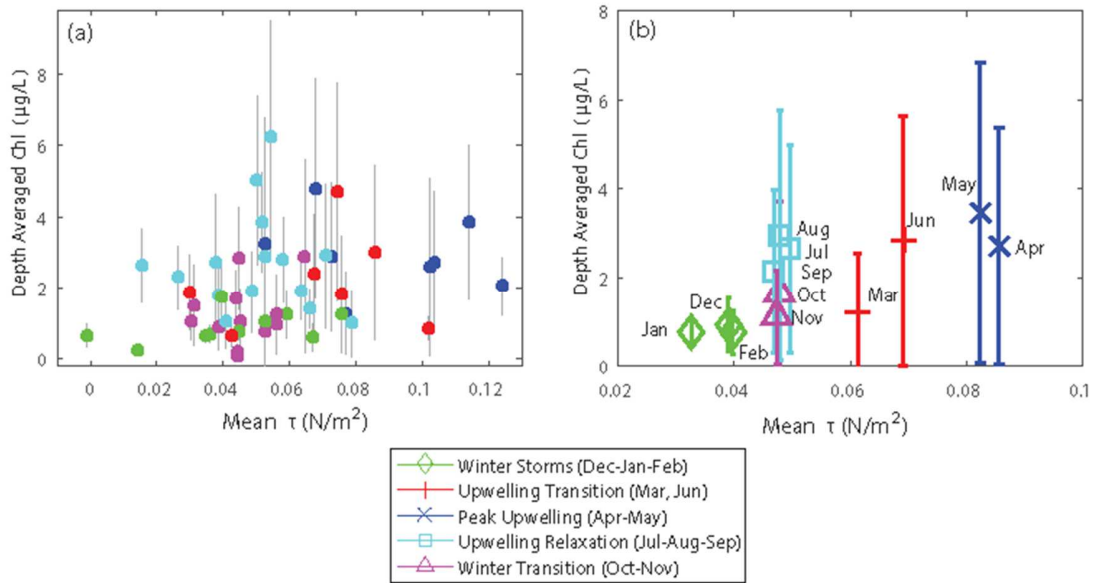 (a)
8
6
4
2
0
Depth Averaged Chl (µg/L)
0 0.02 0.04 0.06 0.08 0.1 0.12
Mean τ (N/m²)
(b)
8
6
4
2
0
Depth Averaged Chl (µg/L)
May
Jun
Apr
Aug
Jul
Sep
Oct
Mar
Dec
Nov
Jan
Feb
0.02 0.04 0.06 0.08 0.1
Mean τ (N/m²)
Winter Storms (Dec-Jan-Feb)
Upwelling Transition (Mar, Jun)
Peak Upwelling (Apr-May)
Upwelling Relaxation (Jul-Aug-Sep)
Winter Transition (Oct-Nov)